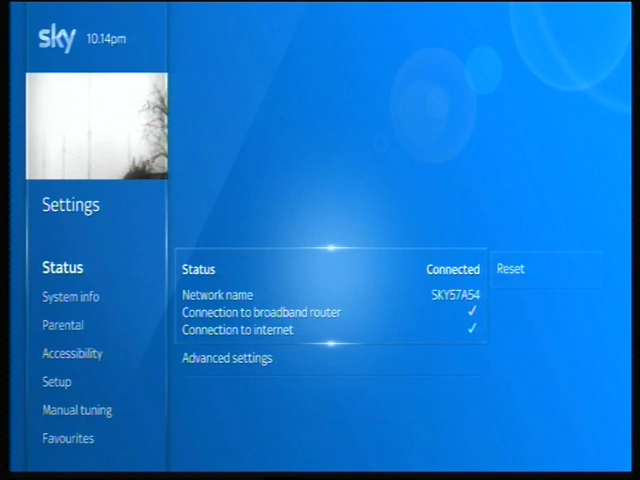 sky 10.14pm
Settings
Status
System info
Parental
Accessibility
Setup
Manual tuning
Favourites
Status Connected
Network name SKY57A54
Connection to broadband router ✓
Connection to internet ✓
Advanced settings
Reset